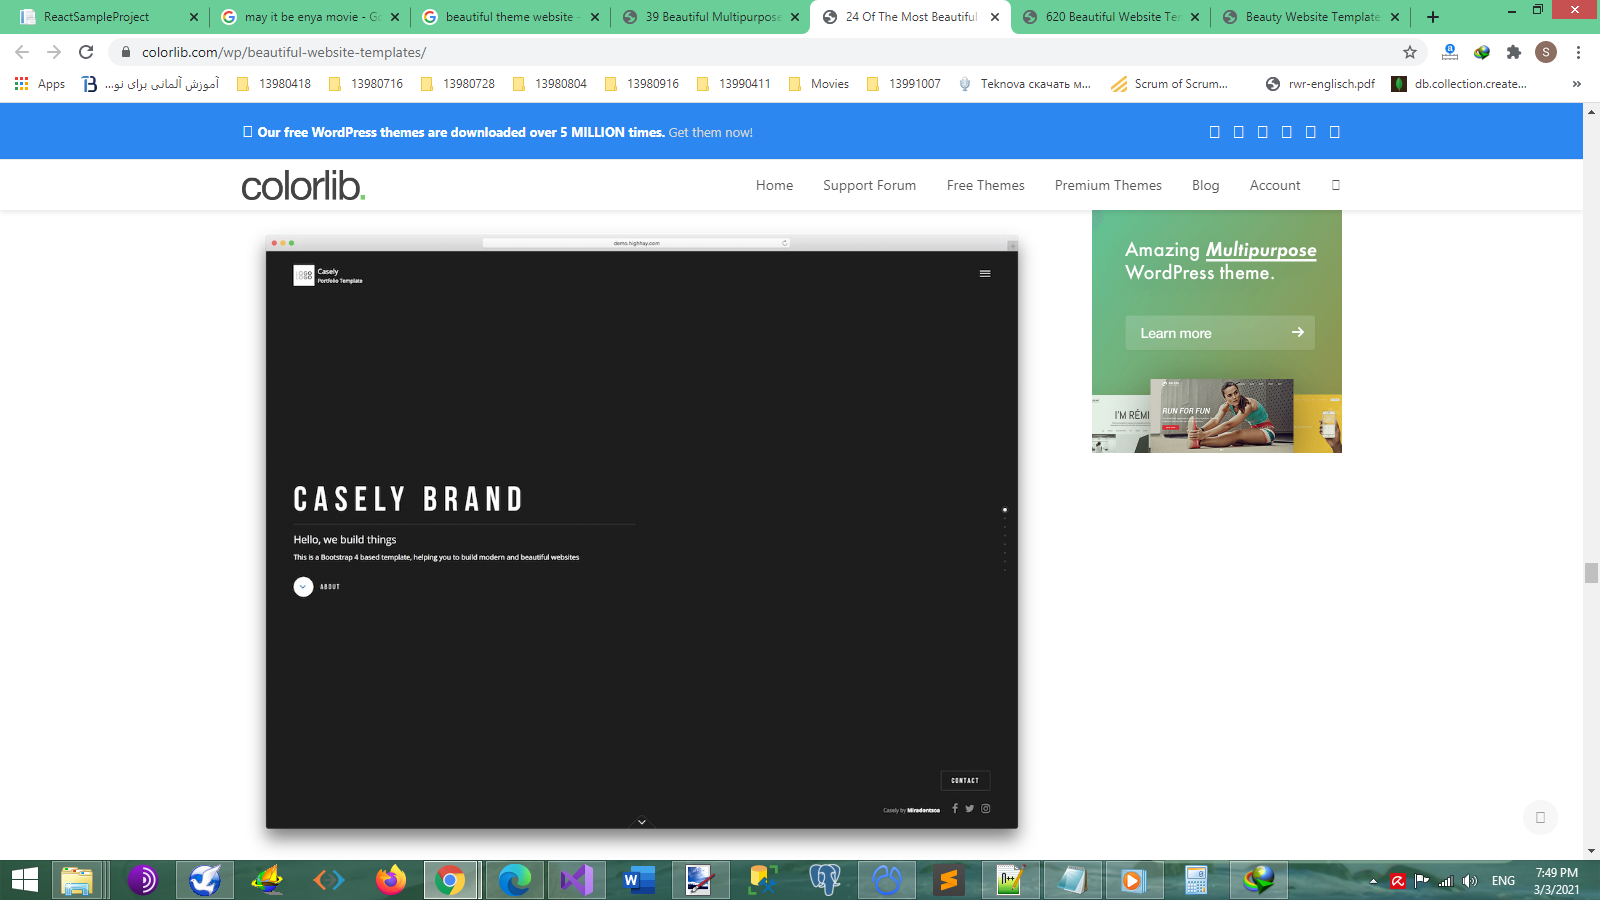 ReactSampleProject
may it be enya movie - Go
beautiful theme website -
39 Beautiful Multipurpose
24 Of The Most Beautiful
620 Beautiful Website Ter
Beauty Website Template
colorlib.com/wp/beautiful-website-templates/
S
Apps
آموزش آلمانی برای نو...
13980418
13980716
13980728
13980804
13980916
13990411
Movies
13991007
Teknova скачать м...
Scrum of Scrum...
rwr-englisch.pdf
db.collection.create...
»
Our free WordPress themes are downloaded over 5 MILLION times. Get them now!
colorlib.
Home
Support Forum
Free Themes
Premium Themes
Blog
Account
demo.highhay.com
Casely
Portfolio Template
Amazing Multipurpose
WordPress theme.
Learn more
I'M RÉMI
RUN FOR FUN
CASELY BRAND
Hello, we build things
This is a Bootstrap 4 based template, helping you to build modern and beautiful websites
ABOUT
CONTACT
Casely by Miradontsoa
ENG
7:49 PM
3/3/2021